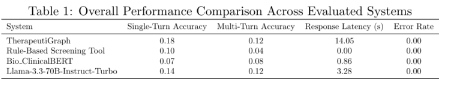 Table 1: Overall Performance Comparison Across Evaluated Systems
System Single-Turn Accuracy Multi-Turn Accuracy Response Latency (s) Error Rate
TherapeutiGraph 0.18 0.12 14.05 0.00
Rule-Based Screening Tool 0.10 0.04 0.00 0.00
Bio_ClinicalBERT 0.07 0.08 0.86 0.00
Llama-3.3-70B-Instruct-Turbo 0.14 0.12 3.28 0.00